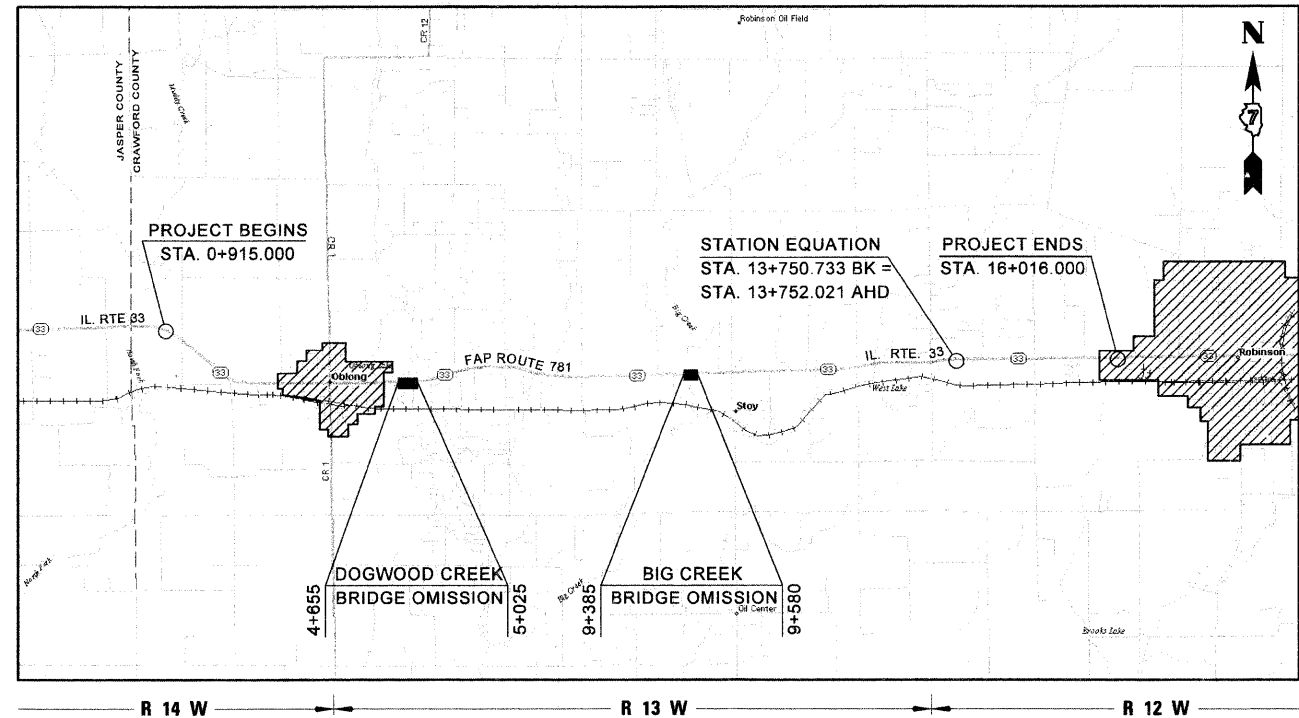 Robinson Oil Field
CR 12
N
7
JASPER COUNTY
CRAWFORD COUNTY
PROJECT BEGINS
STA. 0+915.000
CR 1
STATION EQUATION
STA. 13+750.733 BK =
STA. 13+752.021 AHD
PROJECT ENDS
STA. 16+016.000
Big Creek
33
IL. RTE 33
33
FAP ROUTE 781
33
33
33
IL. RTE. 33
33
33
Robinson
Oblong
West Lake
Stoy
CR 1
North Fork
4+655
DOGWOOD CREEK
BRIDGE OMISSION
5+025
Big Creek
9+385
BIG CREEK
BRIDGE OMISSION
9+580
Oil Center
Brooks Lake
R 14 W
R 13 W
R 12 W